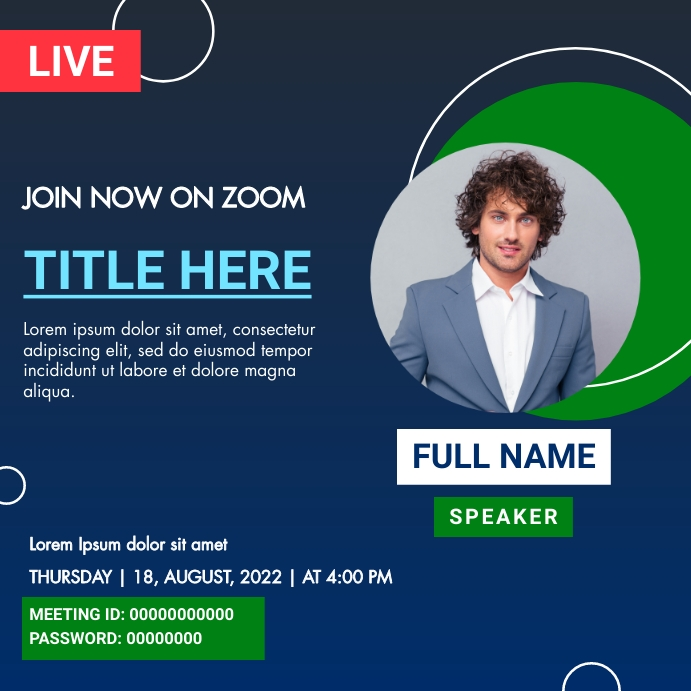 LIVE
JOIN NOW ON ZOOM
TITLE HERE
Lorem ipsum dolor sit amet, consectetur
adipiscing elit, sed do eiusmod tempor
incididunt ut labore et dolore magna
aliqua.
FULL NAME
SPEAKER
Lorem Ipsum dolor sit amet
THURSDAY | 18, AUGUST, 2022 | AT 4:00 PM
MEETING ID: 00000000000
PASSWORD: 00000000